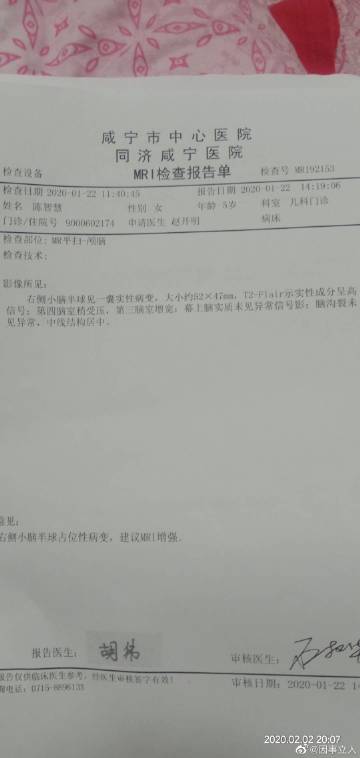 咸宁市中心医院
同济咸宁医院
检查设备 MRI检查报告单 检查号 MR192153
检查日期 2020-01-22 11:40:45 报告日期 2020-01-22 14:19:06
姓名 陈智慧 性别 女 年龄 5岁 科室 儿科门诊
门诊/住院号 9000602174 申请医生 赵开明 病床
检查部位: MR平扫-颅脑
检查技术:
影像所见:
右侧小脑半球见一囊实性病变，大小约52×47mm，T2-Flair示实性成分呈高
信号；第四脑室稍受压，第三脑室增宽；幕上脑实质未见异常信号影；脑沟裂未
见异常，中线结构居中。
意见:
右侧小脑半球占位性病变，建议MRI增强.
报告医生: 胡伟 审核医生:
报告仅供临床医生参考，经医生审核签字有效!
询电话: 0715-8896133 审核日期: 2020-01-22
2020.02.02 20:07
@因事立人